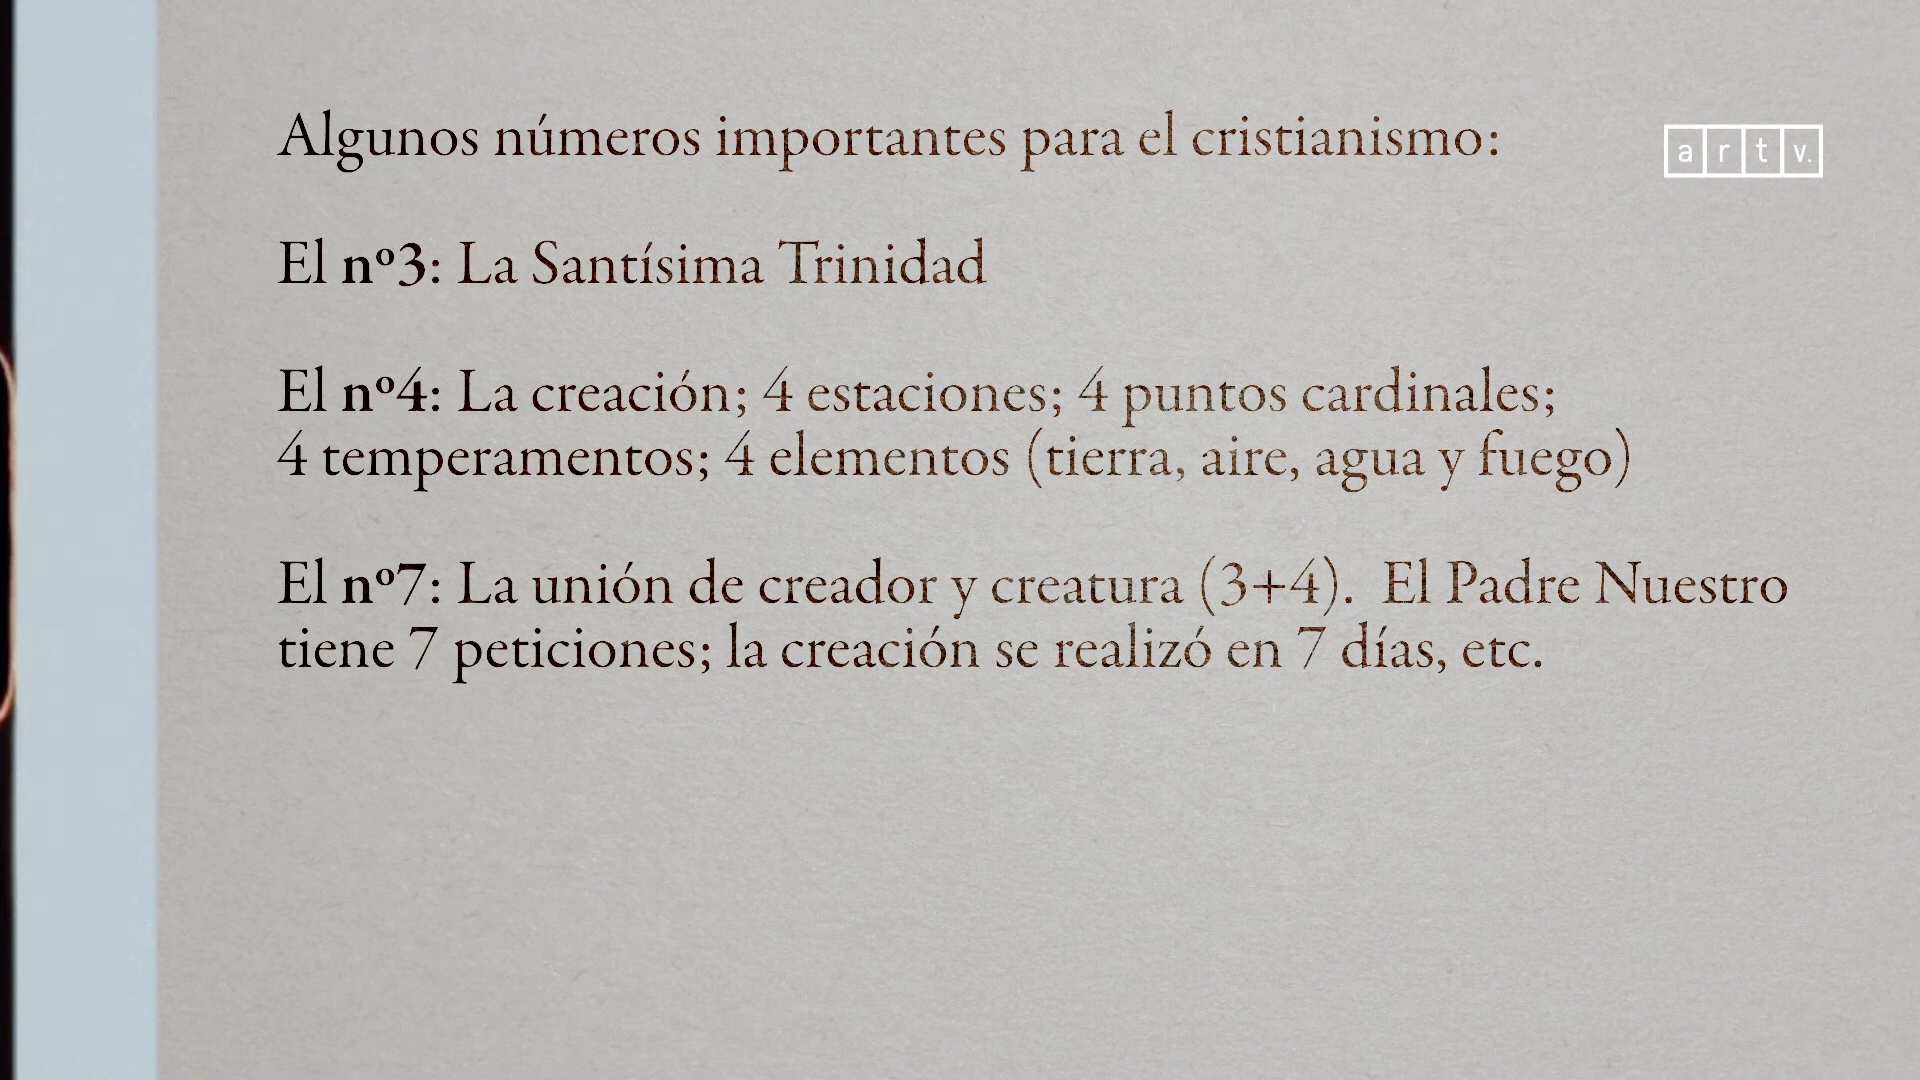 Algunos números importantes para el cristianismo:
artv.
El nº3: La Santísima Trinidad
El nº4: La creación; 4 estaciones; 4 puntos cardinales;
4 temperamentos; 4 elementos (tierra, aire, agua y fuego)
El nº7: La unión de creador y creatura (3+4).  El Padre Nuestro
tiene 7 peticiones; la creación se realizó en 7 días, etc.